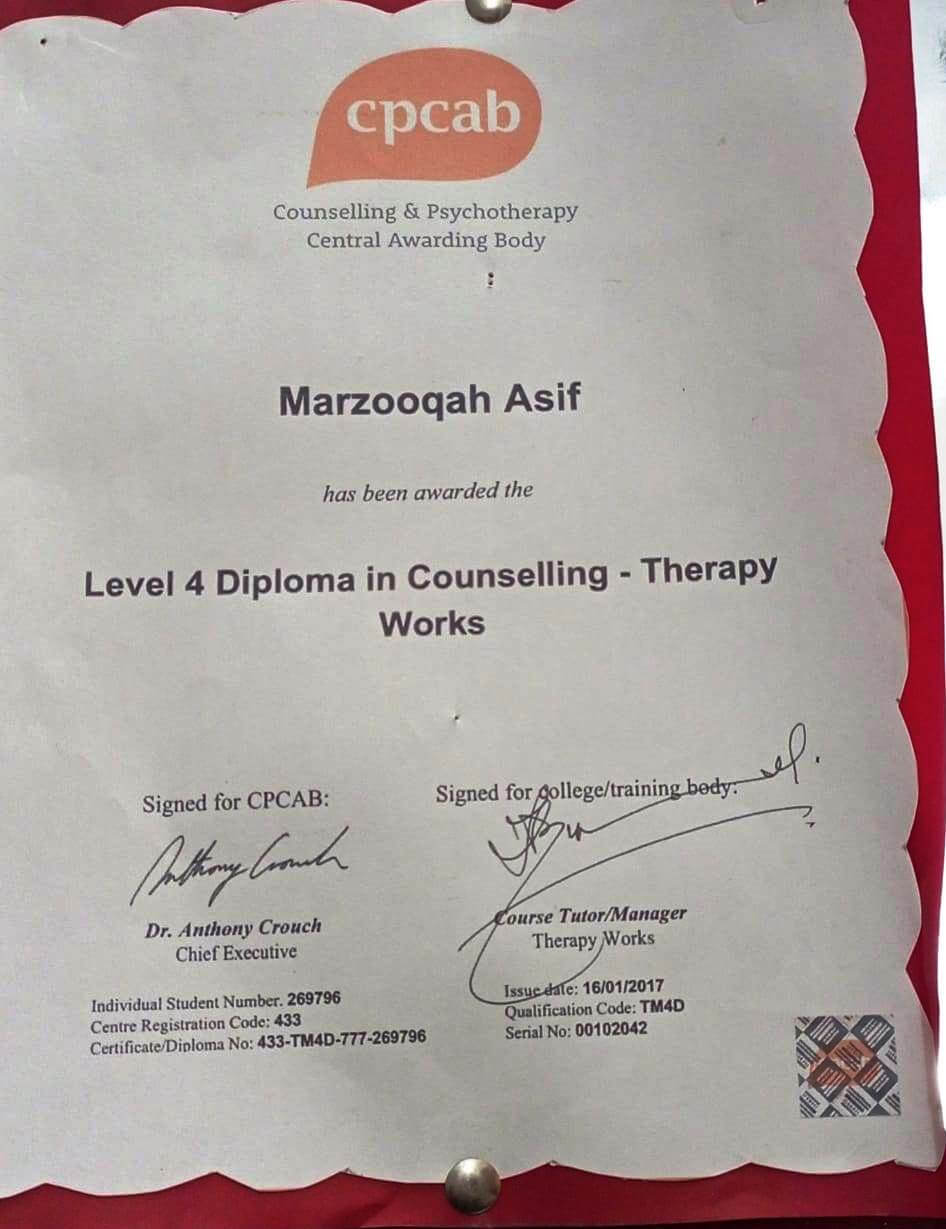 cpcab
Counselling & Psychotherapy
Central Awarding Body
Marzooqah Asif
has been awarded the
Level 4 Diploma in Counselling - Therapy
Works
Signed for CPCAB:
Anthony Crouch
Dr. Anthony Crouch
Chief Executive
Individual Student Number. 269796
Centre Registration Code: 433
Certificate/Diploma No: 433-TM4D-777-269796
Signed for college/training body:
Course Tutor/Manager
Therapy Works
Issue date: 16/01/2017
Qualification Code: TM4D
Serial No: 00102042